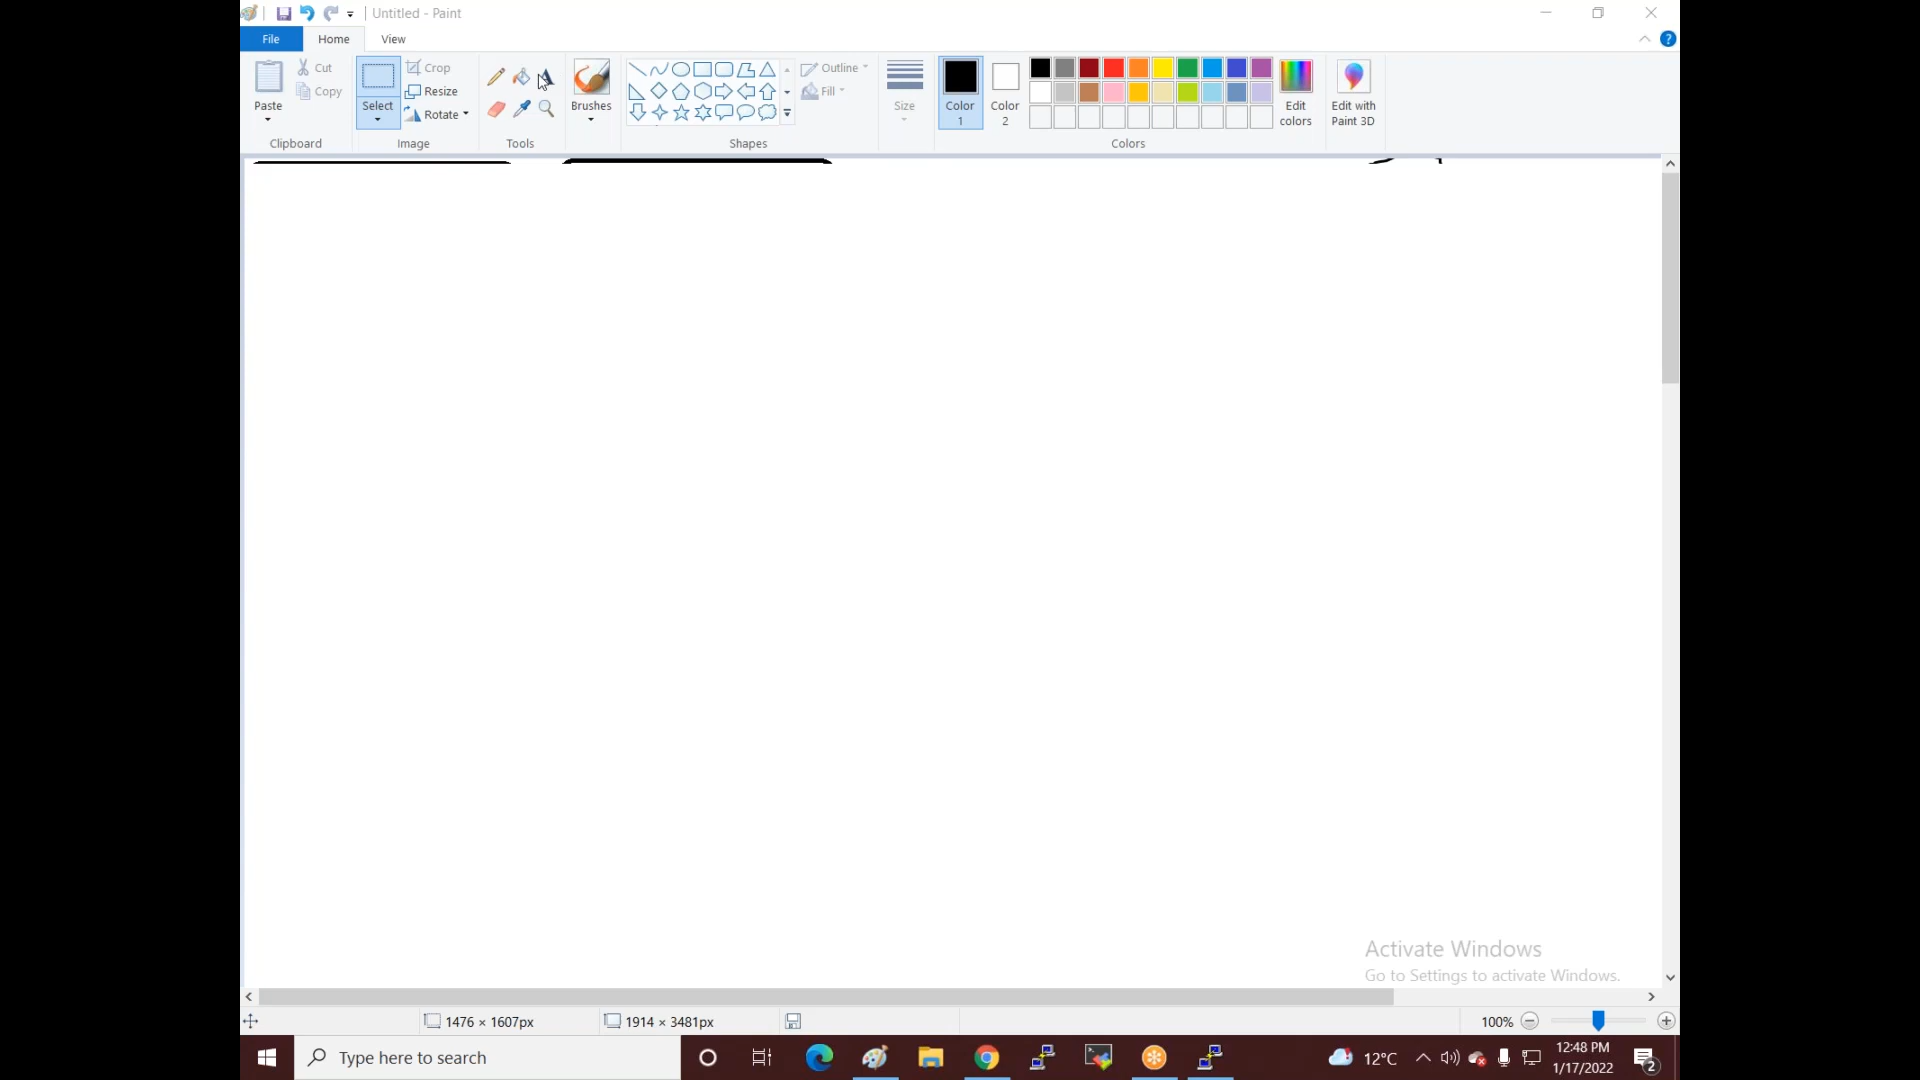 Untitled - Paint
File Home View
Paste
Cut
Copy
Clipboard
Select
Crop
Resize
Rotate
Image
Tools
Brushes
Shapes
Outline
Fill
Size
Color 1
Color 2
Edit colors
Colors
Edit with Paint 3D
Activate Windows
Go to Settings to activate Windows.
1476 × 1607px
1914 × 3481px
100%
Type here to search
12°C
12:48 PM
1/17/2022
2